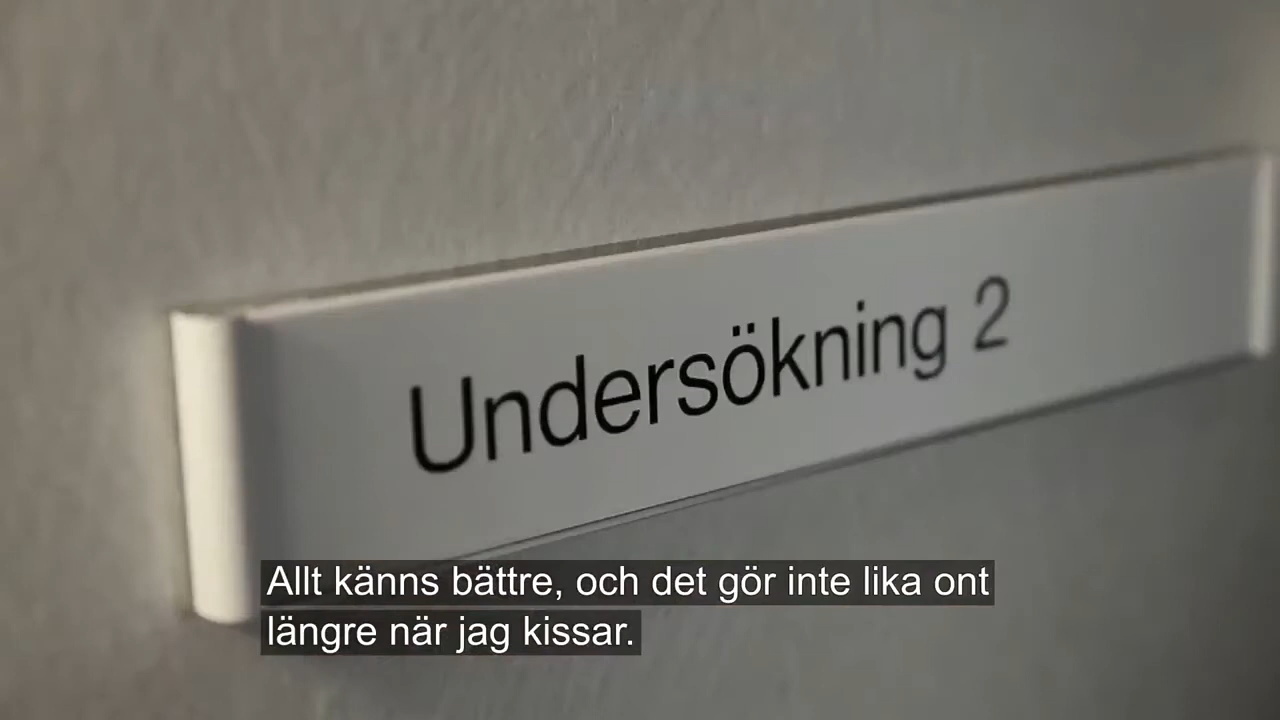 Undersökning 2
Allt känns bättre, och det gör inte lika ont
längre när jag kissar.